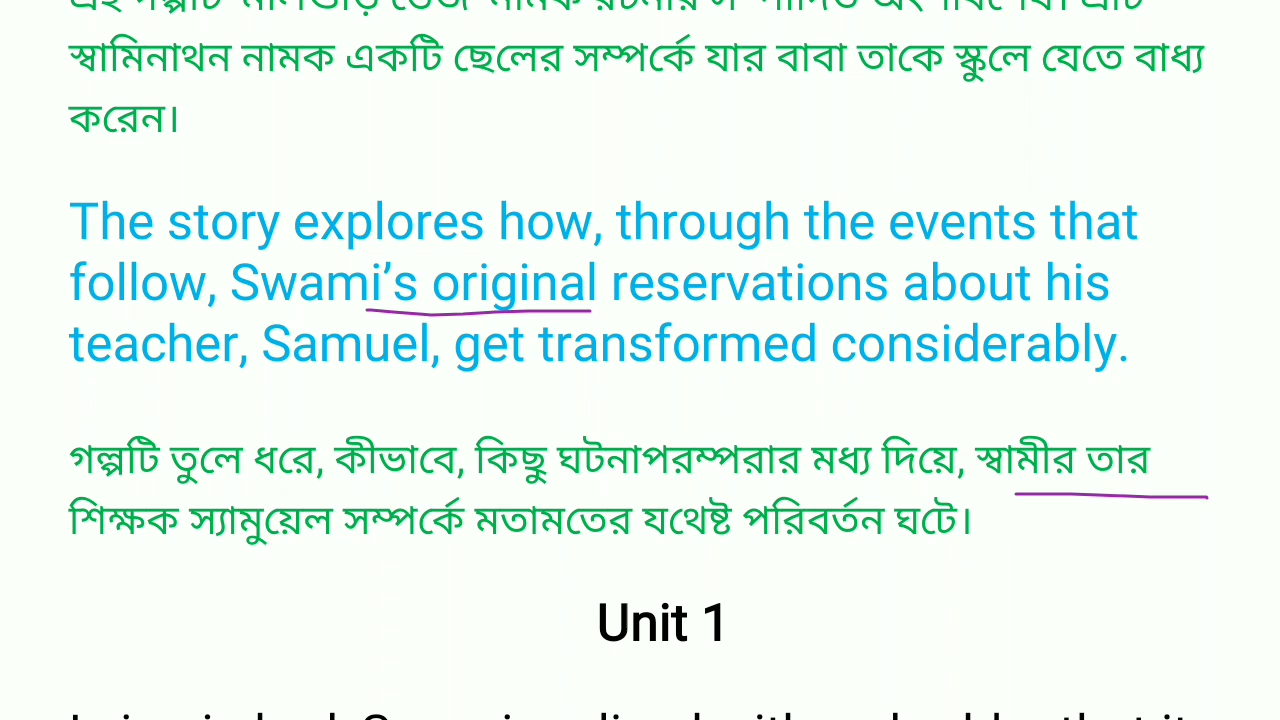 স্বামিনাথন নামক একটি ছেলের সম্পর্কে যার বাবা তাকে স্কুলে যেতে বাধ্য
করেন।
The story explores how, through the events that
follow, Swami’s original reservations about his
teacher, Samuel, get transformed considerably.
গল্পটি তুলে ধরে, কীভাবে, কিছু ঘটনাপরম্পরার মধ্য দিয়ে, স্বামীর তার
শিক্ষক স্যামুয়েল সম্পর্কে মতামতের যথেষ্ট পরিবর্তন ঘটে।
Unit 1